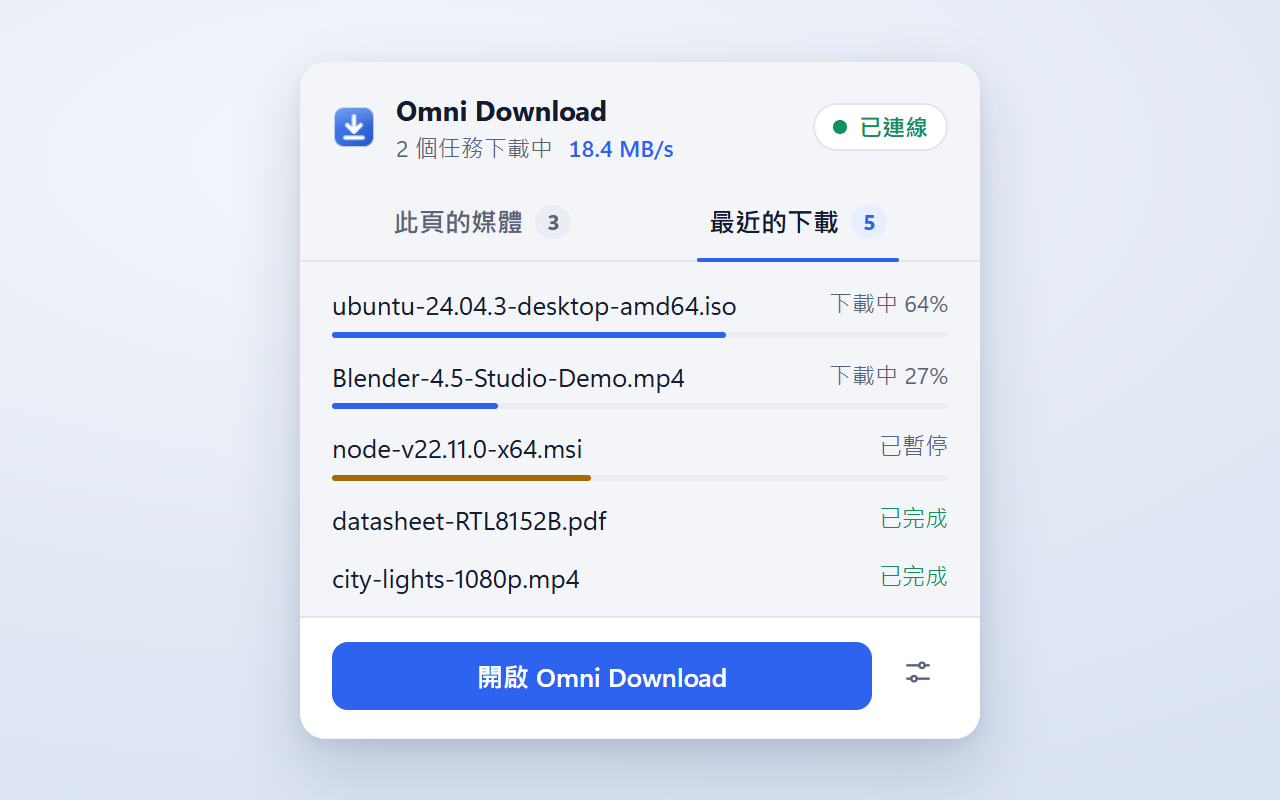 Omni Download
2 個任務下載中 18.4 MB/s
已連線
此頁的媒體 3
最近的下載 5
ubuntu-24.04.3-desktop-amd64.iso 下載中 64%
Blender-4.5-Studio-Demo.mp4 下載中 27%
node-v22.11.0-x64.msi 已暫停
datasheet-RTL8152B.pdf 已完成
city-lights-1080p.mp4 已完成
開啟 Omni Download